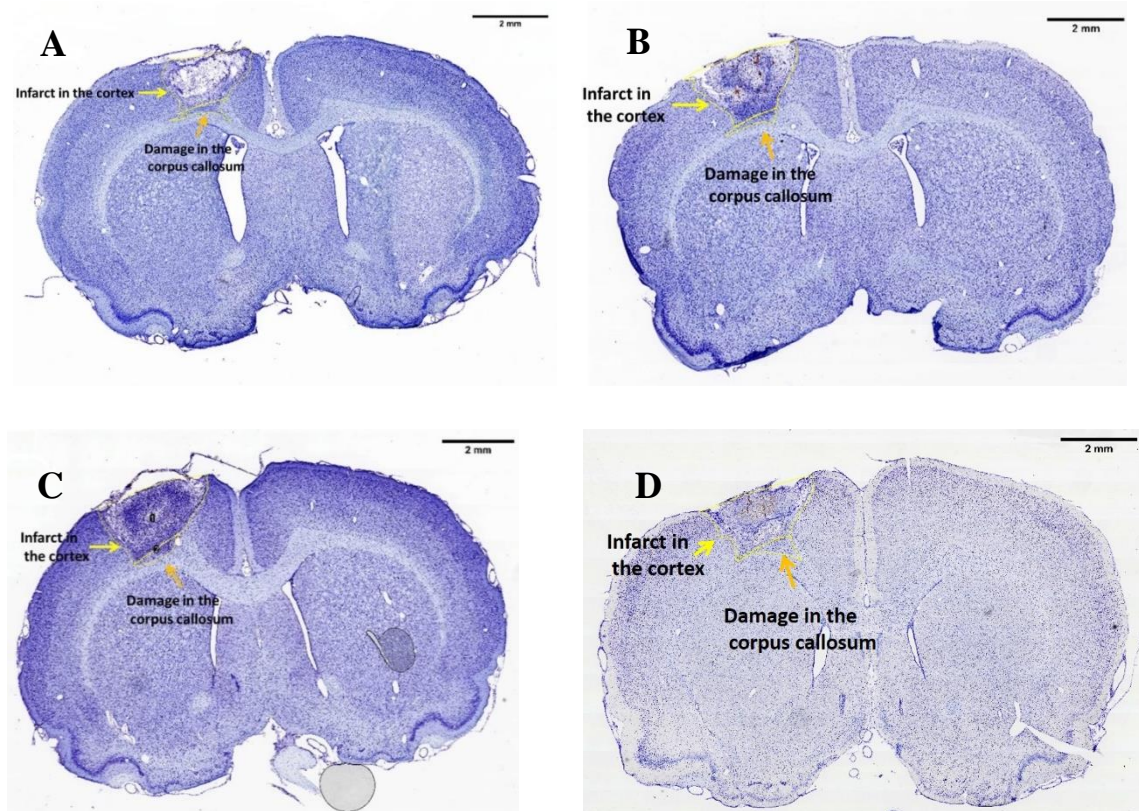 A
2 mm
Infarct in the cortex
Damage in the
corpus callosum
B
2 mm
Infarct in
the cortex
Damage in the
corpus callosum
C
2 mm
Infarct in
the cortex
Damage in the
corpus callosum
D
2 mm
Infarct in
the cortex
Damage in the
corpus callosum